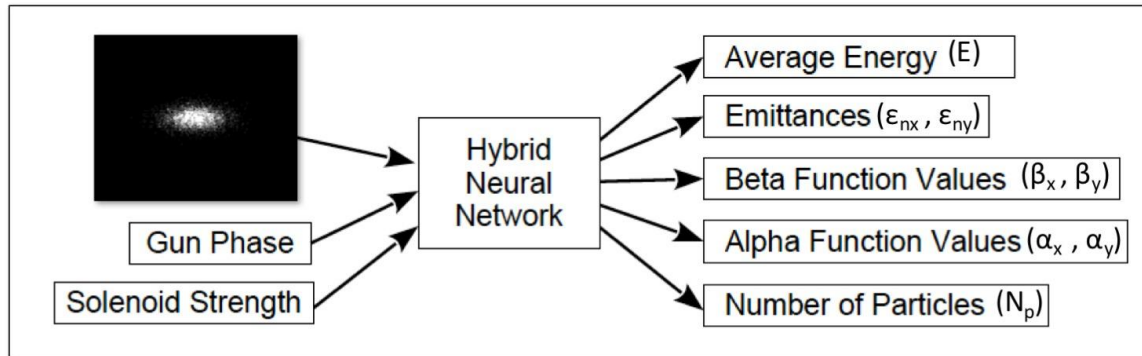 Gun Phase
Solenoid Strength
Hybrid
Neural
Network
Average Energy (E)
Emittances (εnx , εny)
Beta Function Values (βx , βy)
Alpha Function Values (αx , αy)
Number of Particles (Np)